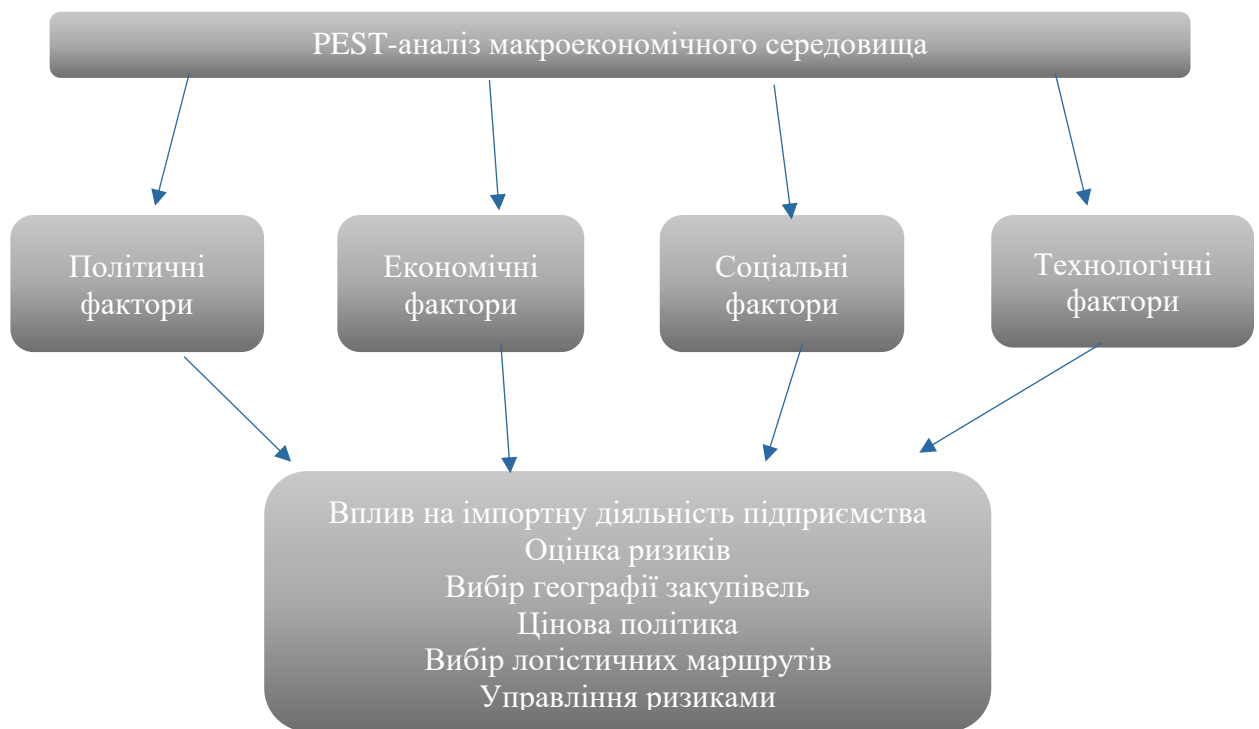 PEST-аналіз макроекономічного середовища
Політичні
фактори
Економічні
фактори
Соціальні
фактори
Технологічні
фактори
Вплив на імпортну діяльність підприємства
Оцінка ризиків
Вибір географії закупівель
Цінова політика
Вибір логістичних маршрутів
Управління ризиками